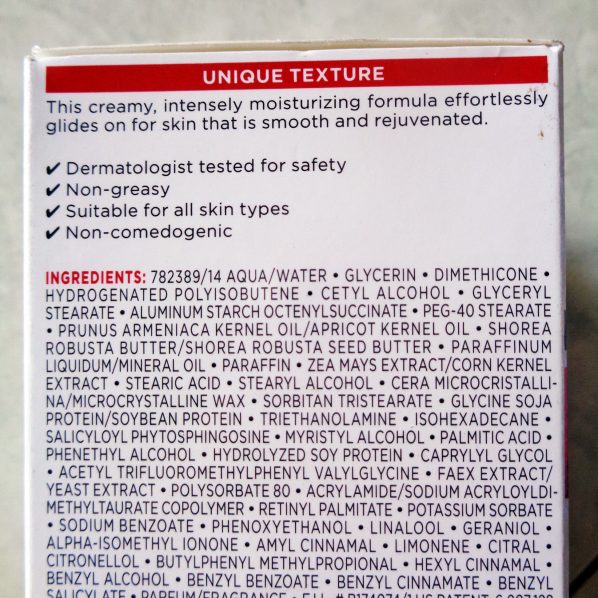 UNIQUE TEXTURE
This creamy, intensely moisturizing formula effortlessly
glides on for skin that is smooth and rejuvenated.
✔ Dermatologist tested for safety
✔ Non-greasy
✔ Suitable for all skin types
✔ Non-comedogenic
INGREDIENTS: 782389/14 AQUA/WATER • GLYCERIN • DIMETHICONE •
HYDROGENATED POLYISOBUTENE • CETYL ALCOHOL • GLYCERYL
STEARATE • ALUMINUM STARCH OCTENYLSUCCINATE • PEG-40 STEARATE
• PRUNUS ARMENIACA KERNEL OIL/APRICOT KERNEL OIL • SHOREA
ROBUSTA BUTTER/SHOREA ROBUSTA SEED BUTTER • PARAFFINUM
LIQUIDUM/MINERAL OIL • PARAFFIN • ZEA MAYS EXTRACT/CORN KERNEL
EXTRACT • STEARIC ACID • STEARYL ALCOHOL • CERA MICROCRISTALLI-
NA/MICROCRYSTALLINE WAX • SORBITAN TRISTEARATE • GLYCINE SOJA
PROTEIN/SOYBEAN PROTEIN • TRIETHANOLAMINE • ISOHEXADECANE •
SALICYLOYL PHYTOSPHINGOSINE • MYRISTYL ALCOHOL • PALMITIC ACID •
PHENETHYL ALCOHOL • HYDROLYZED SOY PROTEIN • CAPRYLYL GLYCOL
• ACETYL TRIFLUOROMETHYLPHENYL VALYLGLYCINE • FAEX EXTRACT/
YEAST EXTRACT • POLYSORBATE 80 • ACRYLAMIDE/SODIUM ACRYLOYLDI-
METHYLTAURATE COPOLYMER • RETINYL PALMITATE • POTASSIUM SORBATE
• SODIUM BENZOATE • PHENOXYETHANOL • LINALOOL • GERANIOL •
ALPHA-ISOMETHYL IONONE • AMYL CINNAMAL • LIMONENE • CITRAL •
CITRONELLOL • BUTYLPHENYL METHYLPROPIONAL • HEXYL CINNAMAL •
BENZYL ALCOHOL • BENZYL BENZOATE • BENZYL CINNAMATE • BENZYL
SALICYLATE • PARFUM/FRAGRANCE • F.I.L. # US PATENT: